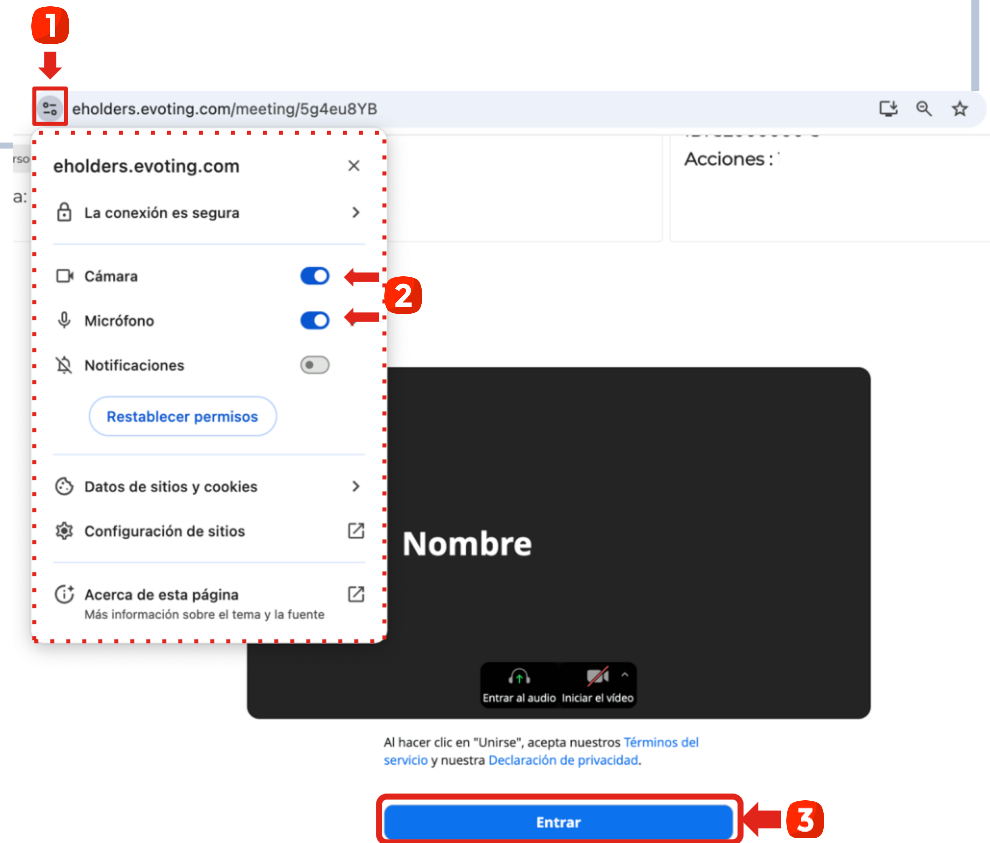 1
eholders.evoting.com/meeting/5g4eu8YB
eholders.evoting.com
La conexión es segura
Cámara
Micrófono
2
Notificaciones
Restablecer permisos
Datos de sitios y cookies
Configuración de sitios
Acerca de esta página
Más información sobre el tema y la fuente
a:
Acciones :
Nombre
Entrar al audio
Iniciar el vídeo
Al hacer clic en "Unirse", acepta nuestros Términos del
servicio y nuestra Declaración de privacidad.
Entrar
3